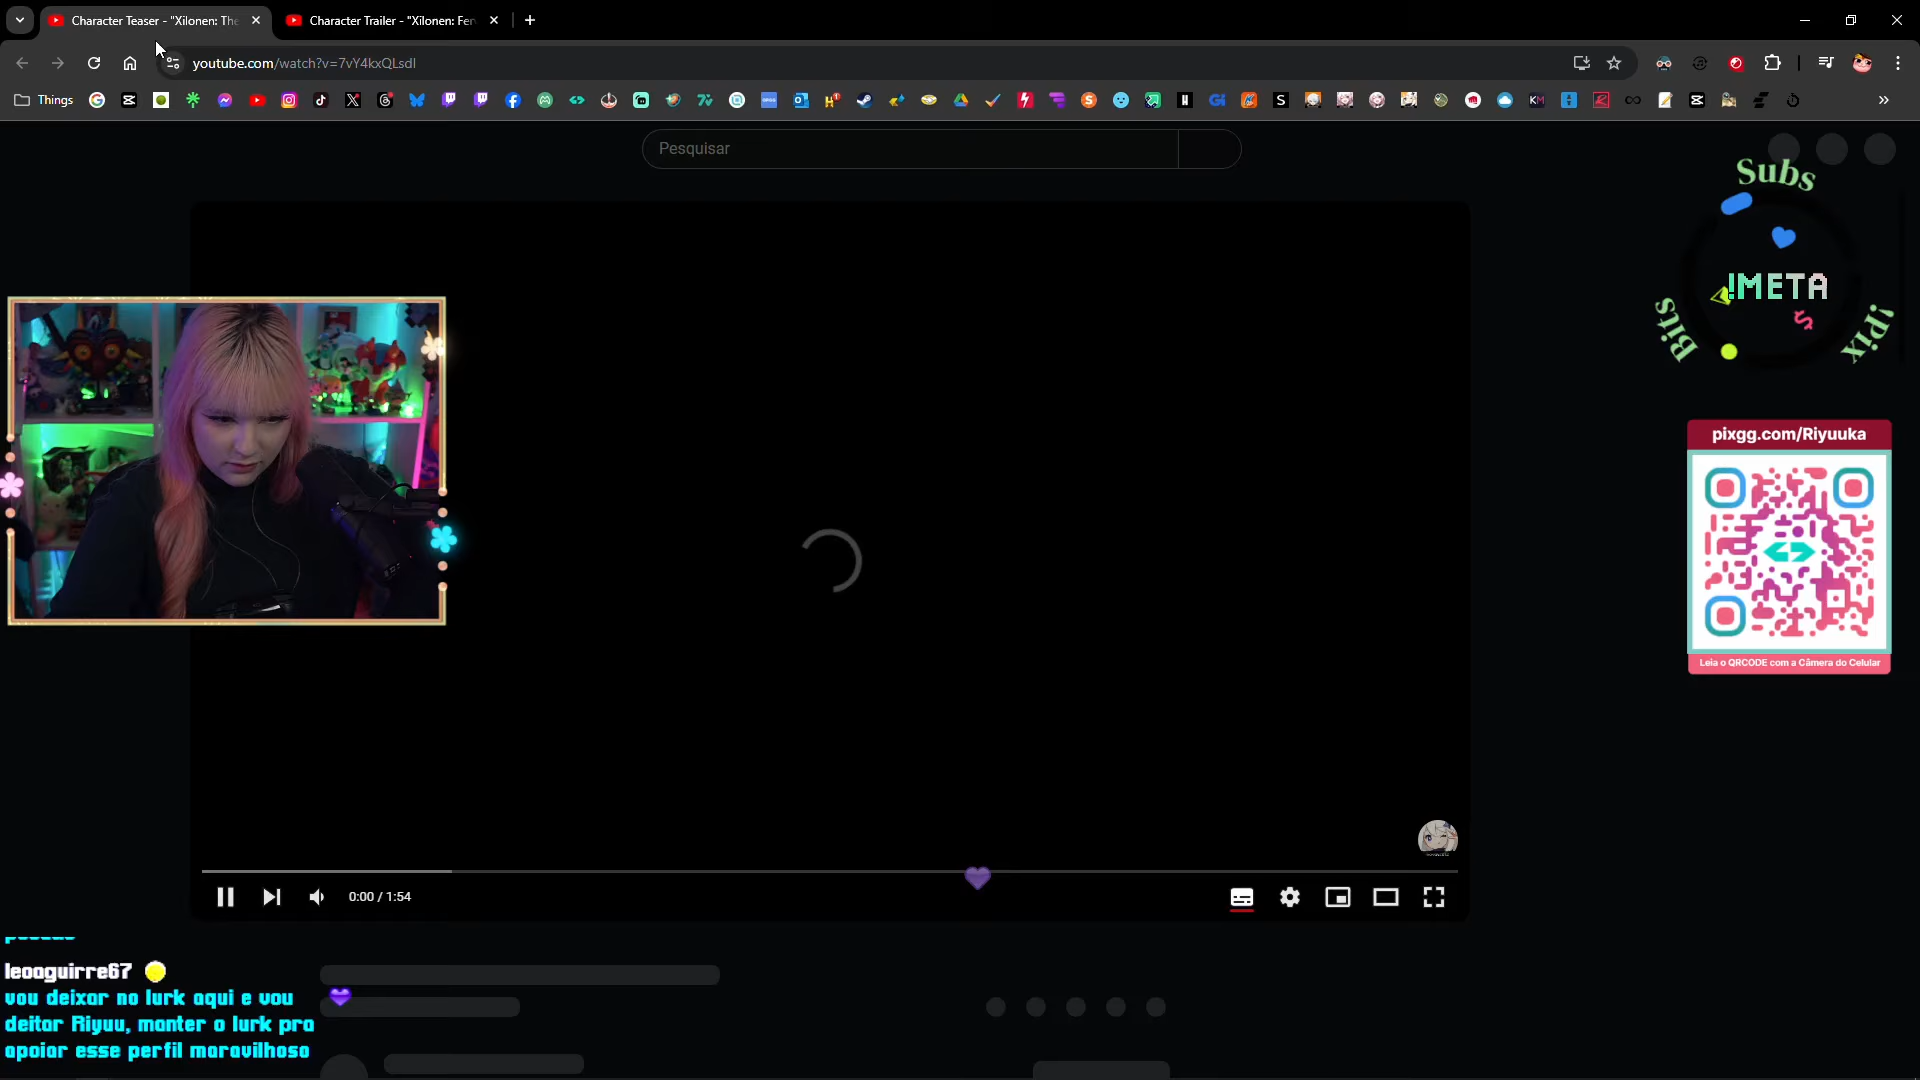 Character Teaser - "Xilonen: The
Character Trailer - "Xilonen: Fen
youtube.com/watch?v=7vY4kxQLsdI
Things
Pesquisar
Subs
!META
Bits
!Pix
pixgg.com/Riyuuka
Leia o QRCODE com a Câmera do Celular
0:00 / 1:54
leoaguirre67
vou deixar no lurk aqui e vou
deitar Riyuu, manter o lurk pra
apoiar esse perfil maravilhoso